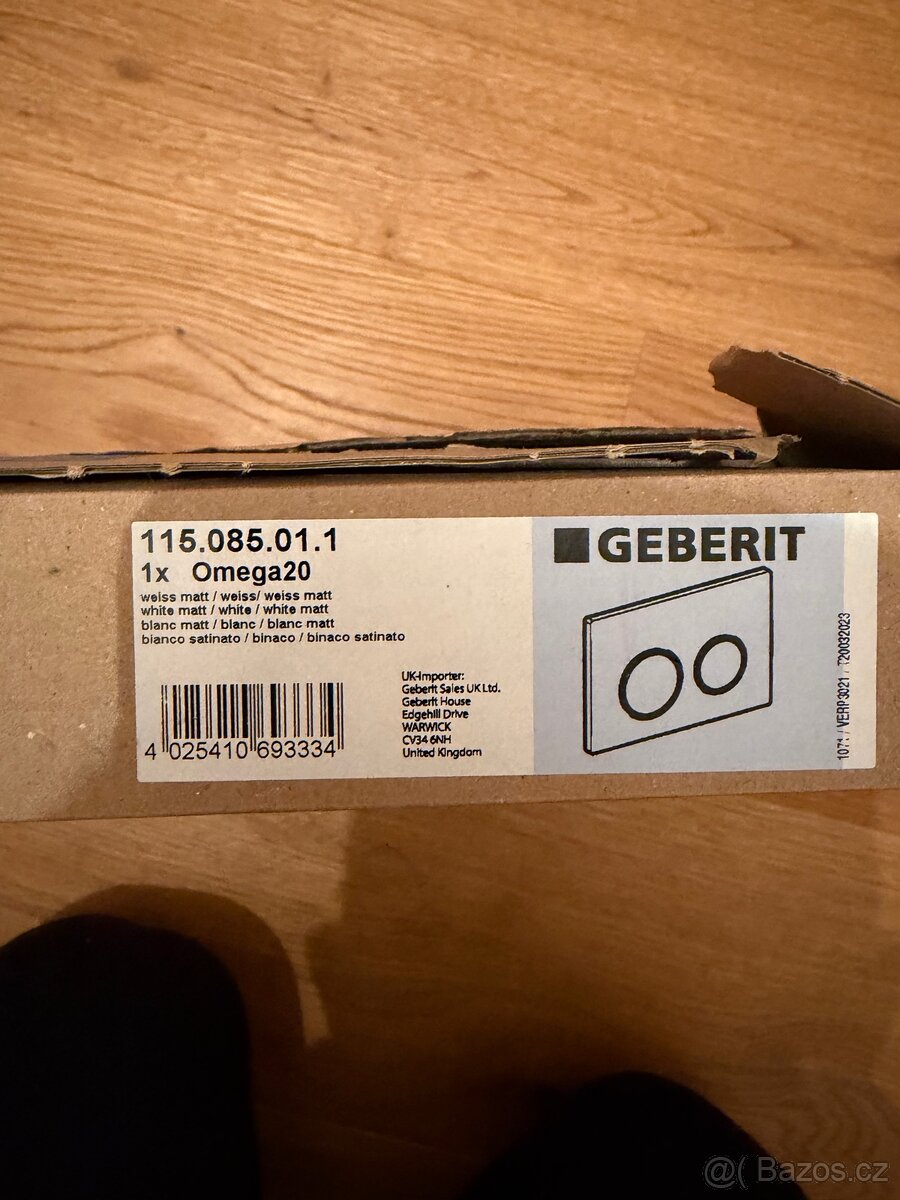 115.085.01.1
1x Omega20
weiss matt / weiss/ weiss matt
white matt / white / white matt
blanc matt / blanc / blanc matt
bianco satinato / binaco / binaco satinato
4 025410 693334
UK-Importer:
Geberit Sales UK Ltd.
Geberit House
Edgehill Drive
WARWICK
CV34 6NH
United Kingdom
GEBERIT
1071 / VERP3021 / T20032023
@( Bazos.cz